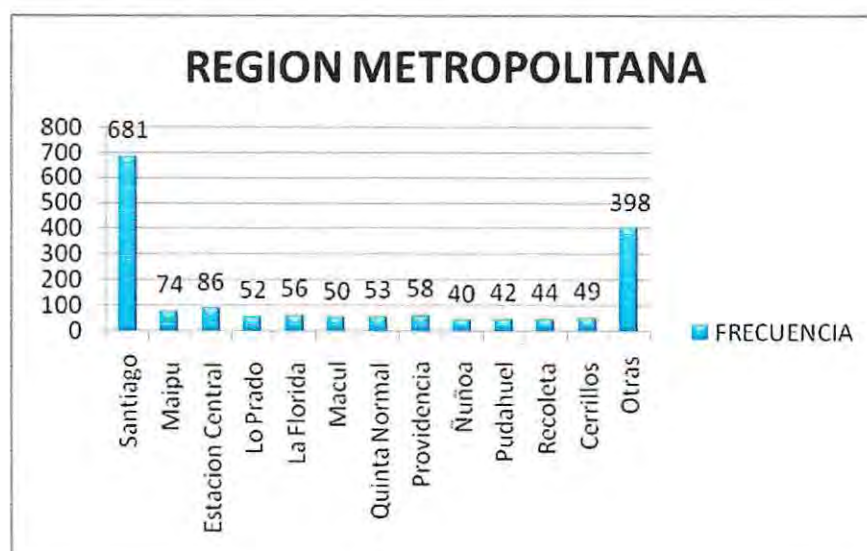 REGION METROPOLITANA
800
700
600
500
400
300
200
100
0
681
74
86
52
56
50
53
58
40
42
44
49
398
Santiago
Maipu
Estacion Central
Lo Prado
La Florida
Macul
Quinta Normal
Providencia
Ñuñoa
Pudahuel
Recoleta
Cerrillos
Otras
FRECUENCIA